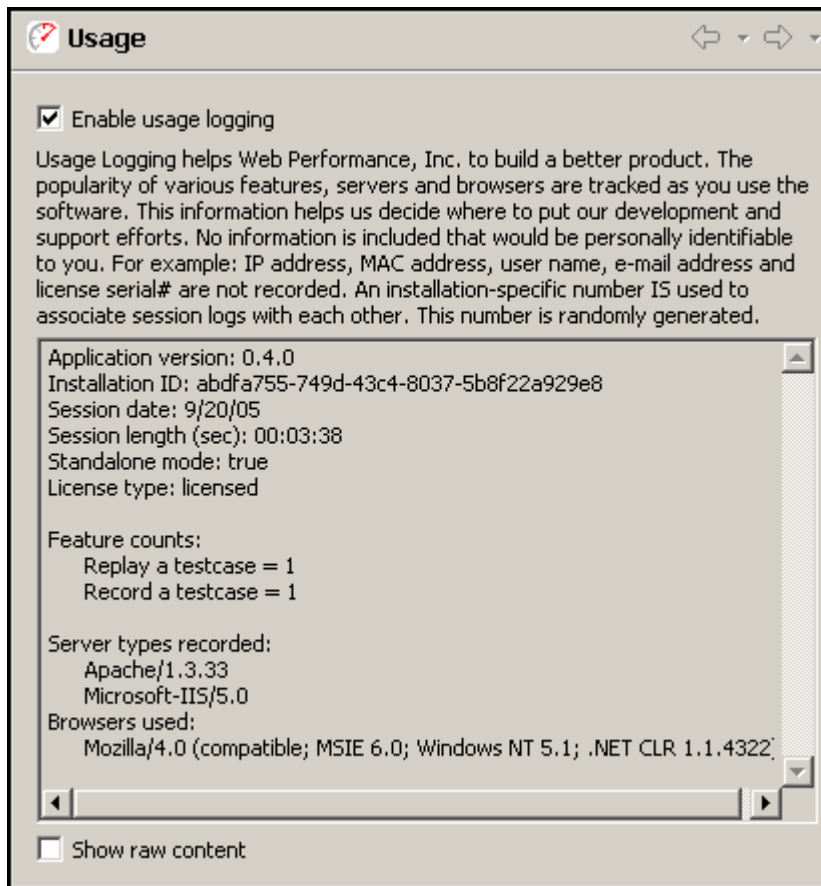 Usage
Enable usage logging
Usage Logging helps Web Performance, Inc. to build a better product. The
popularity of various features, servers and browsers are tracked as you use the
software. This information helps us decide where to put our development and
support efforts. No information is included that would be personally identifiable
to you. For example: IP address, MAC address, user name, e-mail address and
license serial# are not recorded. An installation-specific number IS used to
associate session logs with each other. This number is randomly generated.
Application version: 0.4.0
Installation ID: abdfa755-749d-43c4-8037-5b8f22a929e8
Session date: 9/20/05
Session length (sec): 00:03:38
Standalone mode: true
License type: licensed
Feature counts:
Replay a testcase = 1
Record a testcase = 1
Server types recorded:
Apache/1.3.33
Microsoft-IIS/5.0
Browsers used:
Mozilla/4.0 (compatible; MSIE 6.0; Windows NT 5.1; .NET CLR 1.1.4322)
Show raw content